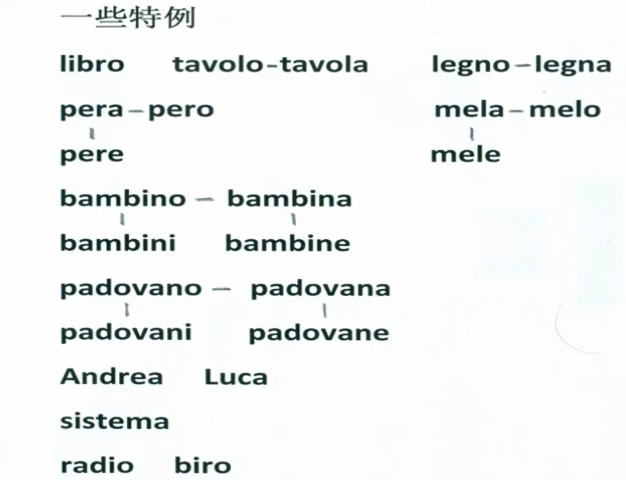 一些特例
libro tavolo-tavola legno-legna
pera-pero mela-melo
pere mele
bambino - bambina
bambini bambine
padovano - padovana
padovani padovane
Andrea Luca
sistema
radio biro